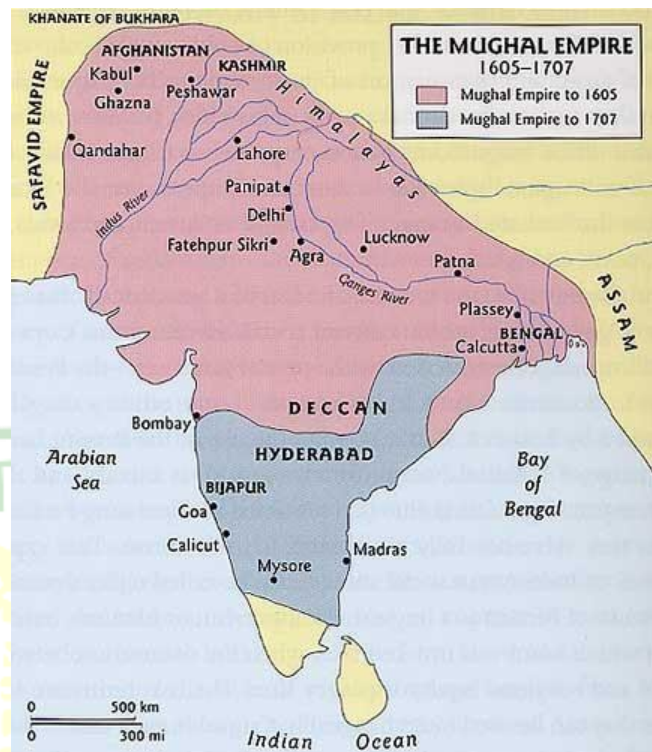 KHANATE OF BUKHARA
THE MUGHAL EMPIRE
1605–1707
Mughal Empire to 1605
Mughal Empire to 1707
SAFAVID EMPIRE
AFGHANISTAN
KASHMIR
Kabul
Ghazna
Peshawar
Himalayas
Qandahar
Lahore
Indus River
Panipat
Delhi
Fatehpur Sikri
Agra
Lucknow
Ganges River
Patna
ASSAM
Plassey
BENGAL
Calcutta
DECCAN
Bombay
HYDERABAD
Arabian
Sea
BIJAPUR
Goa
Calicut
Mysore
Madras
Bay
of
Bengal
0 500 km
0 300 mi
Indian Ocean